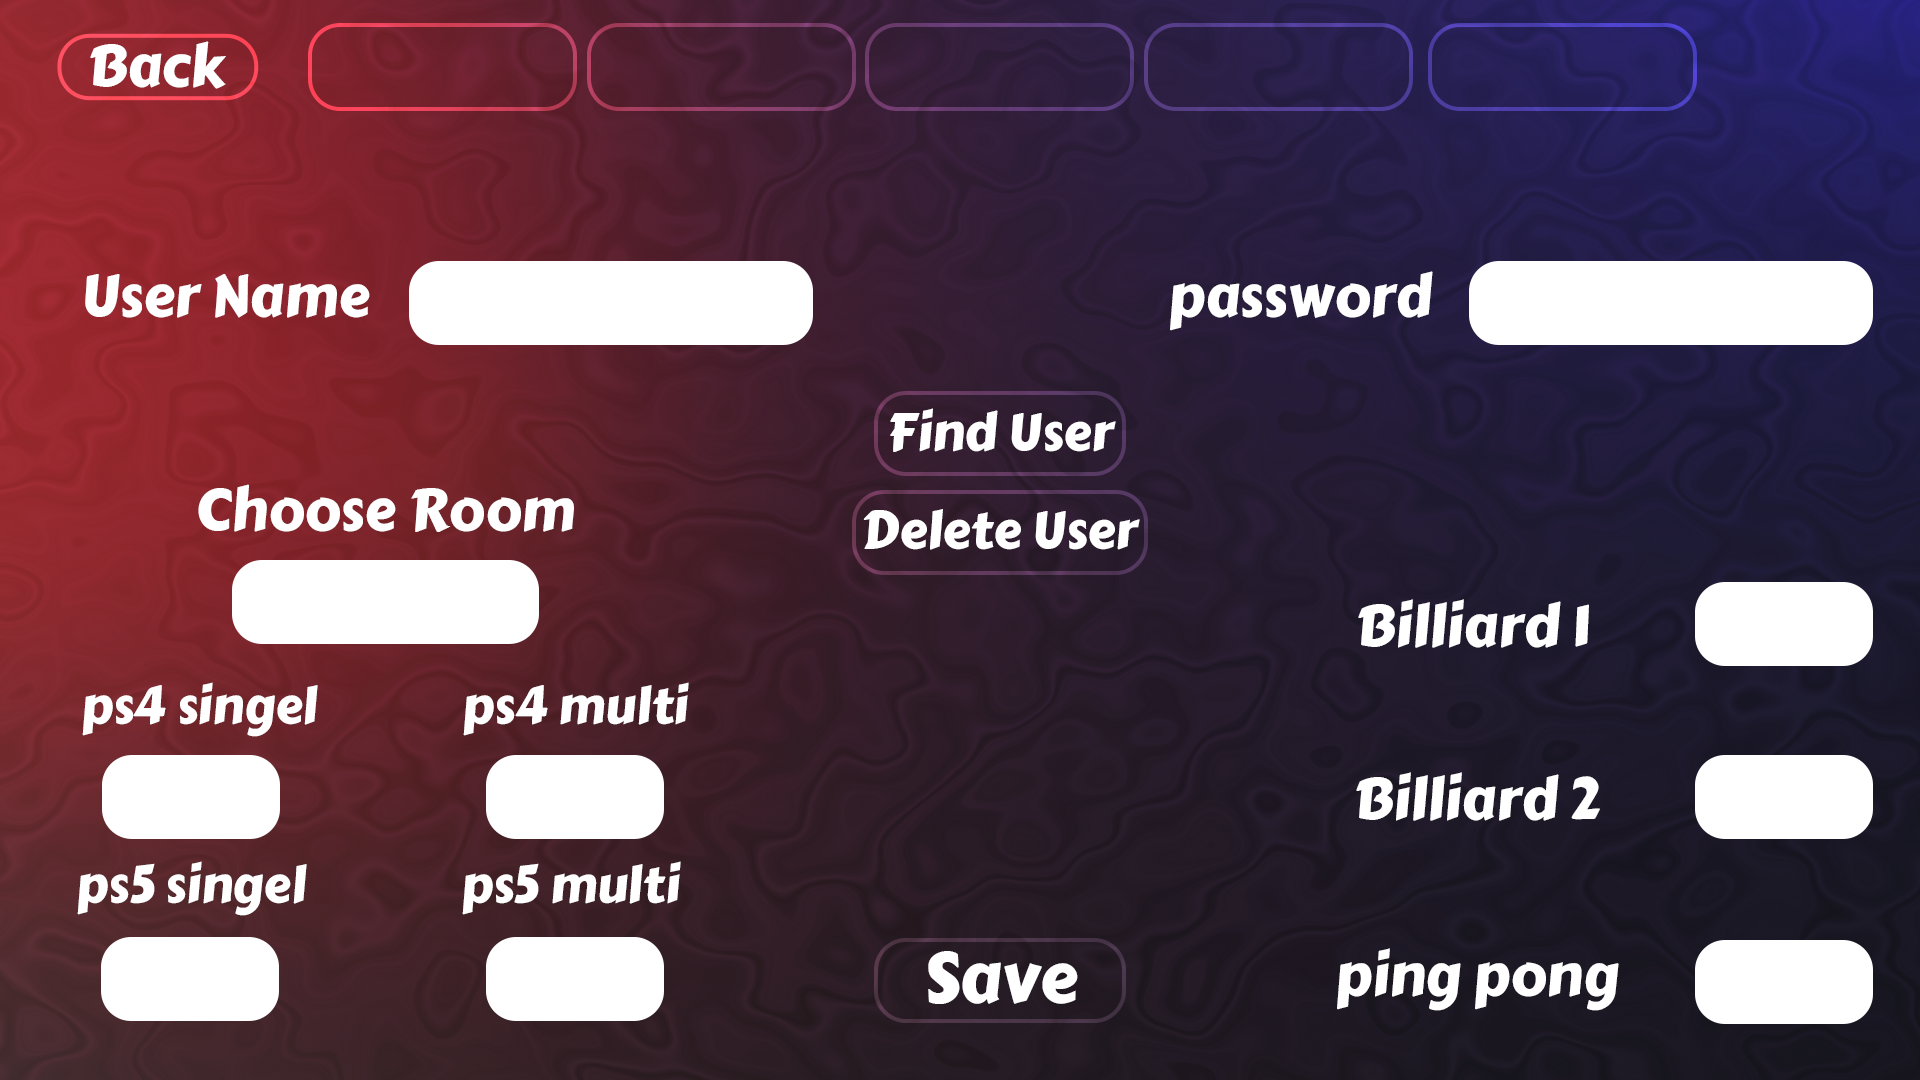 Back
User Name
password
Find User
Delete User
Choose Room
Billiard 1
ps4 singel
ps4 multi
Billiard 2
ps5 singel
ps5 multi
Save
ping pong